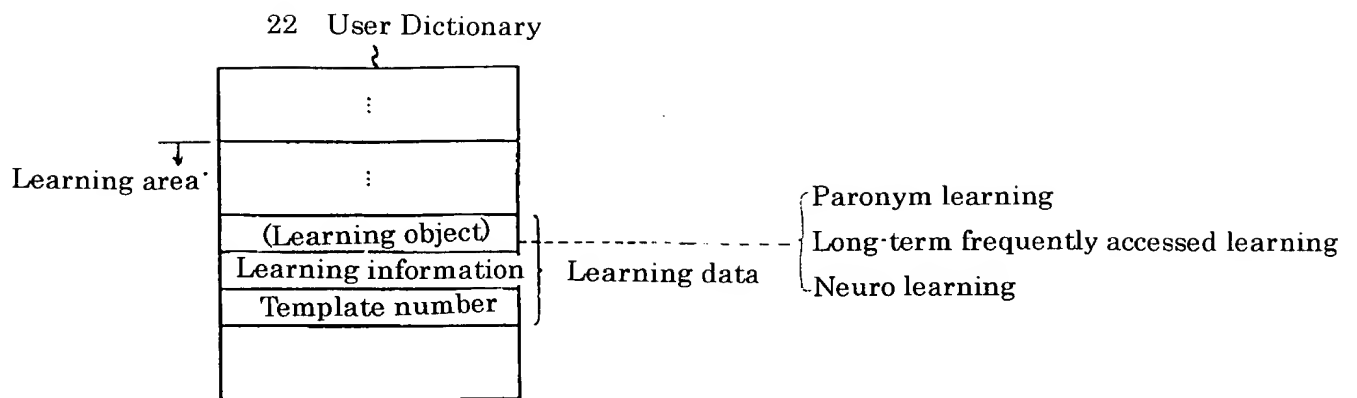 22 User Dictionary
⋮
Learning area
⋮
Paronym learning
(Learning object)
Long-term frequently accessed learning
Learning information
Learning data
Neuro learning
Template number